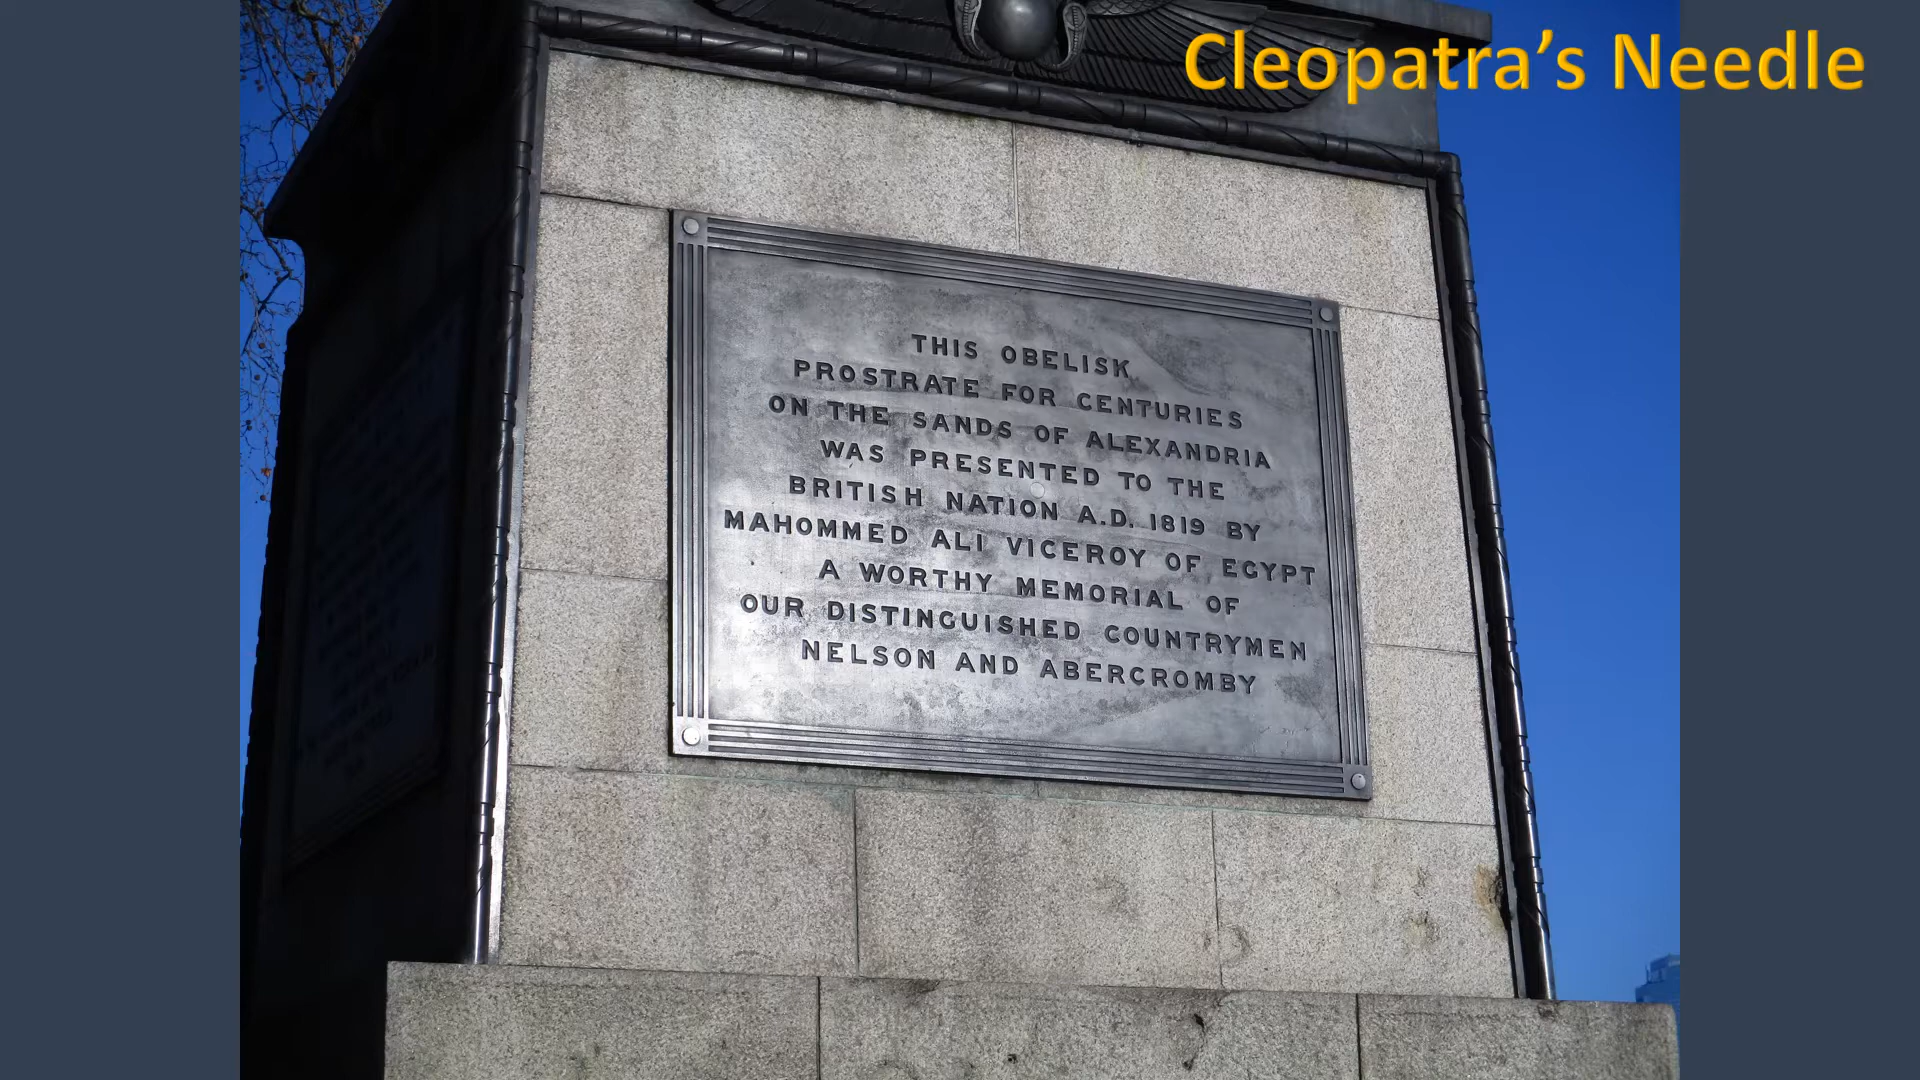 Cleopatra’s Needle
THIS OBELISK
PROSTRATE FOR CENTURIES
ON THE SANDS OF ALEXANDRIA
WAS PRESENTED TO THE
BRITISH NATION A.D. 1819 BY
MAHOMMED ALI VICEROY OF EGYPT
A WORTHY MEMORIAL OF
OUR DISTINGUISHED COUNTRYMEN
NELSON AND ABERCROMBY